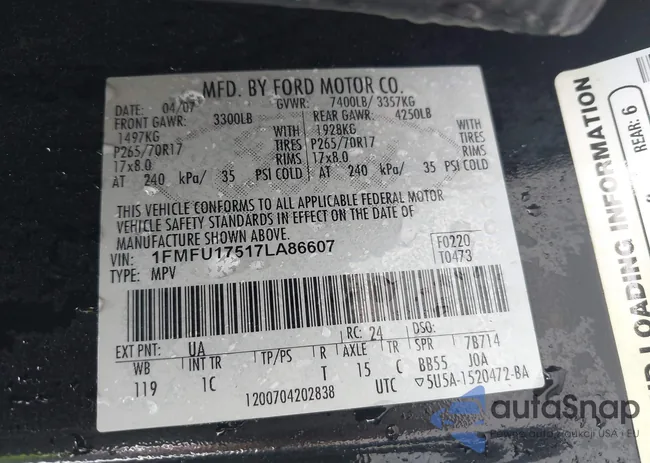 MFD. BY FORD MOTOR CO.
DATE: 04/07 GVWR: 7400LB/ 3357KG
FRONT GAWR: 3300LB REAR GAWR: 4250LB
1497KG WITH 1928KG WITH
P265/70R17 TIRES P265/70R17 TIRES
17x8.0 RIMS 17x8.0 RIMS
AT 240 kPa/ 35 PSI COLD AT 240 kPa/ 35 PSI COLD
THIS VEHICLE CONFORMS TO ALL APPLICABLE FEDERAL MOTOR
VEHICLE SAFETY STANDARDS IN EFFECT ON THE DATE OF
MANUFACTURE SHOWN ABOVE.
VIN: 1FMFU17517LA86607 F0220
TYPE: MPV T0473
EXT PNT: UA RC: 24 DSO:
WB INT TR TP/PS R AXLE TR SPR 7B714
119 1C T 15 C BB55 JOA
1200704202838 UTC ▽5U5A-1520472-BA
REAR: 6
LOADING INFORMATION
autoSnap
USA | EU